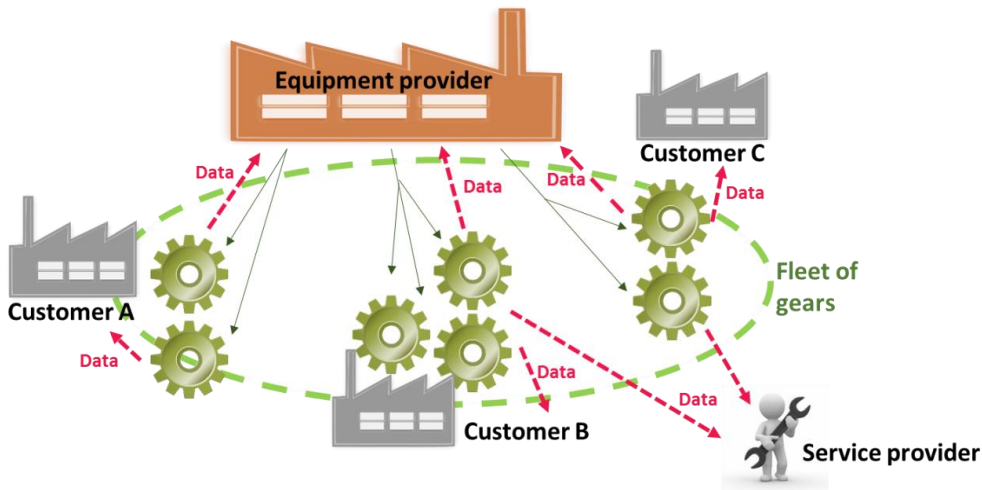 Equipment provider
Customer C
Data
Data
Data
Data
Fleet of
gears
Customer A
Data
Data
Data
Customer B
Service provider